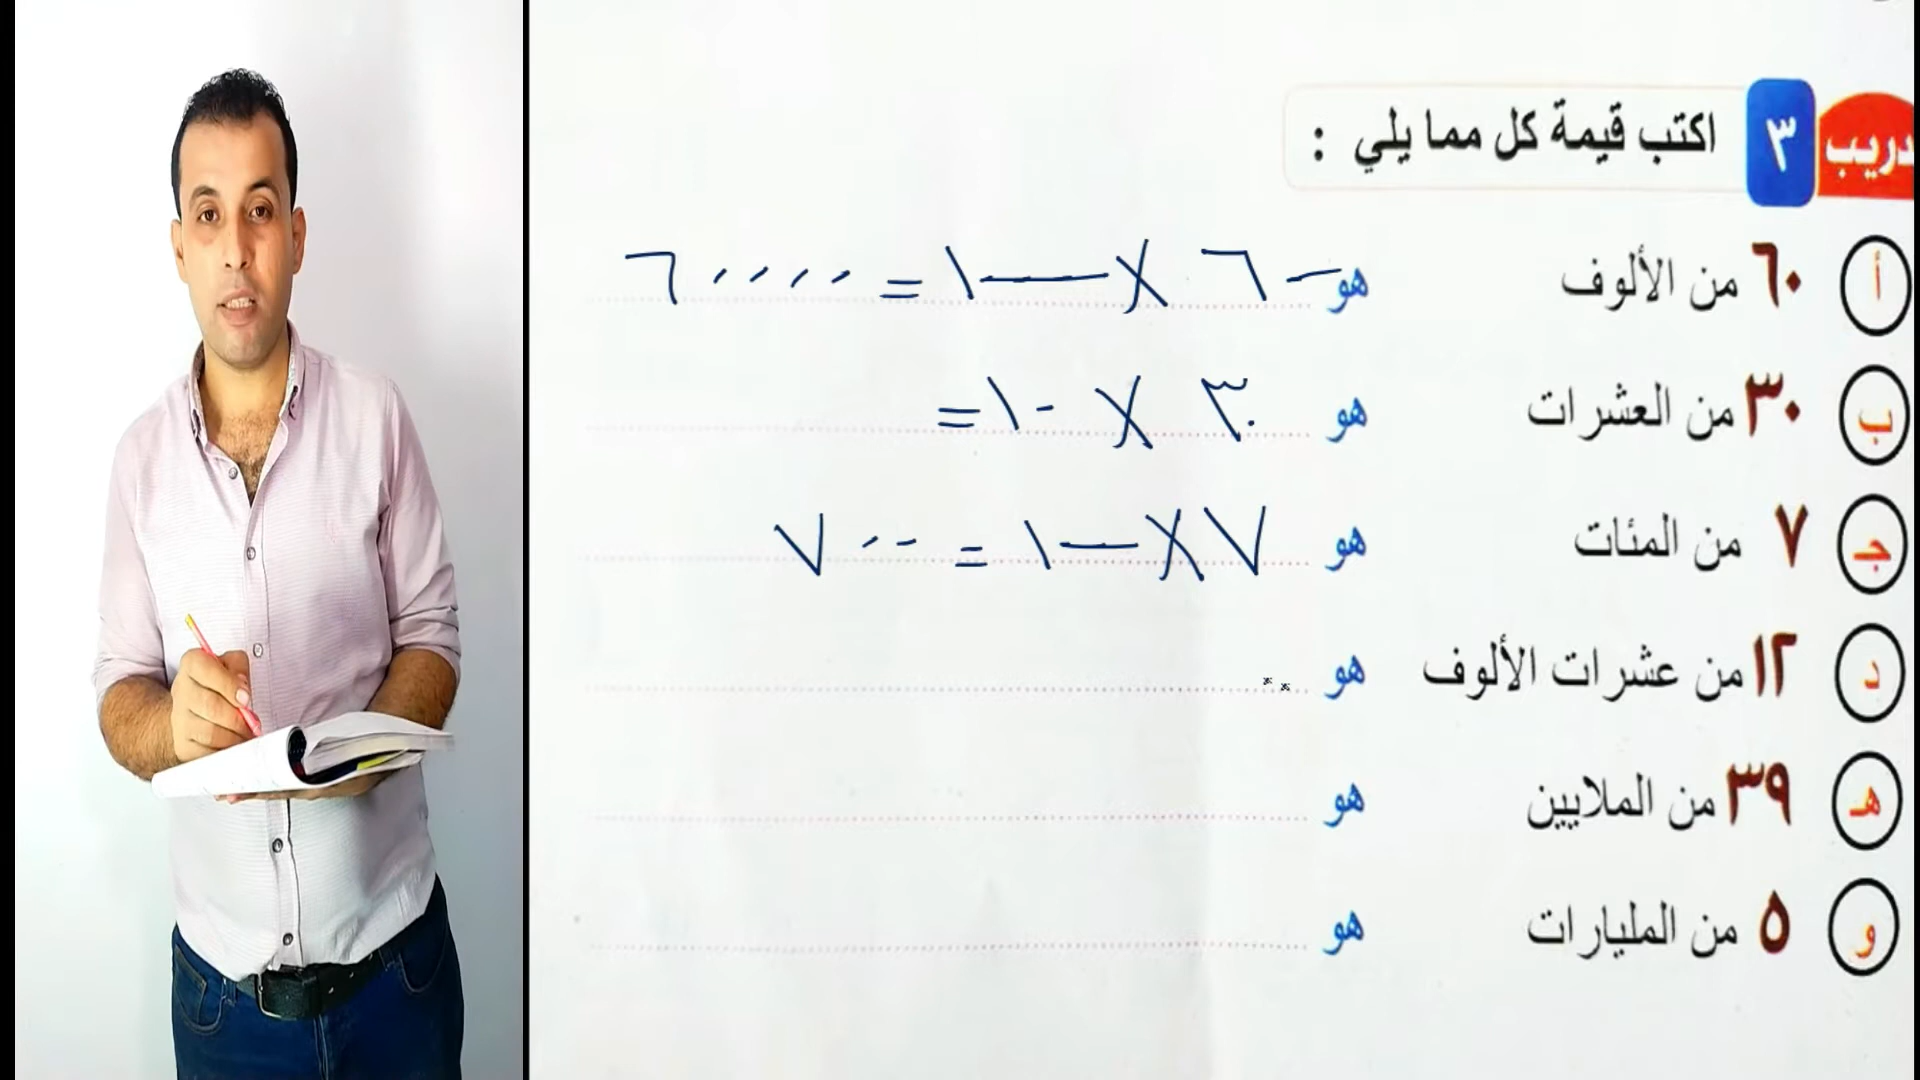 دريب ٣ اكتب قيمة كل مما يلي :
أ ٦٠ من الألوف هو ٦٠ × ١٠٠٠ = ٦٠٠٠٠
ب ٣٠ من العشرات هو ٣٠ × ١٠ =
جـ ٧ من المئات هو ٧ × ١٠٠ = ٧٠٠
د ١٢ من عشرات الألوف هو
هـ ٣٩ من الملايين هو
و ٥ من المليارات هو